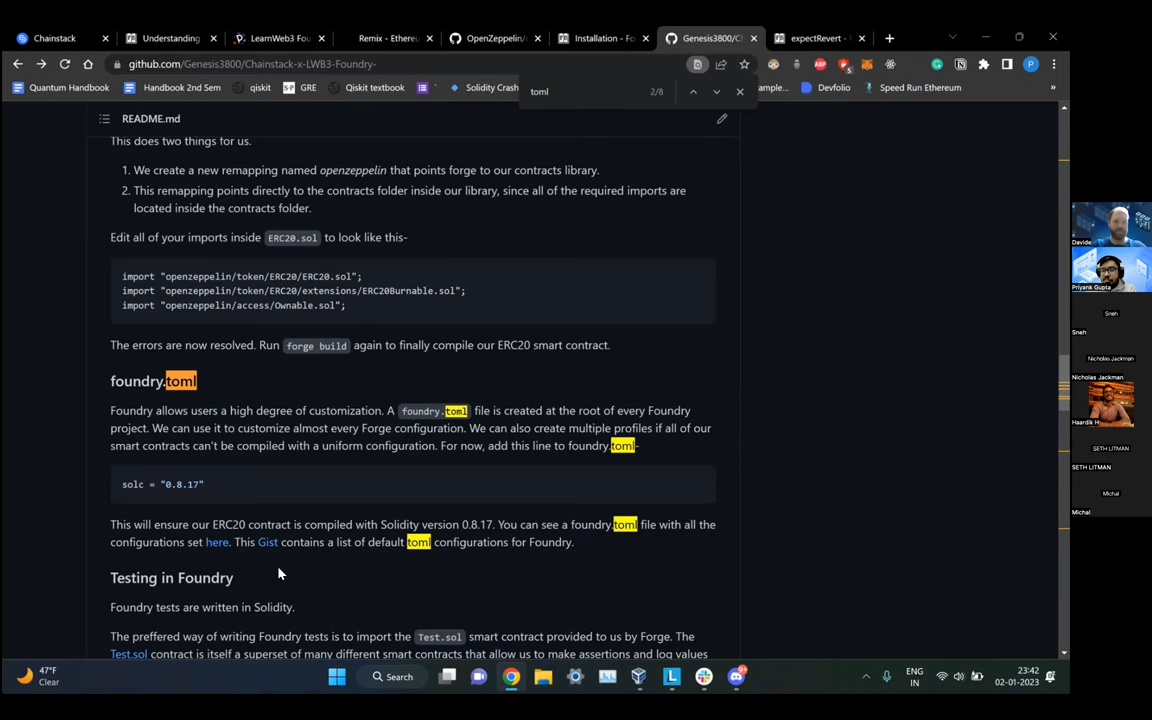 Chainstack
Understanding
LearnWeb3 Fou
Remix - Ethere
OpenZeppelin/c
Installation - Fo
Genesis3800/Cl
expectRevert -
github.com/Genesis3800/Chainstack-x-LWB3-Foundry-
Quantum Handbook
Handbook 2nd Sem
qiskit
GRE
Qiskit textbook
Solidity Crash
ample...
Devfolio
Speed Run Ethereum
toml
2/8
README.md
This does two things for us.
1. We create a new remapping named openzeppelin that points forge to our contracts library.
2. This remapping points directly to the contracts folder inside our library, since all of the required imports are
located inside the contracts folder.
Edit all of your imports inside ERC20.sol to look like this-
import "openzeppelin/token/ERC20/ERC20.sol";
import "openzeppelin/token/ERC20/extensions/ERC20Burnable.sol";
import "openzeppelin/access/Ownable.sol";
The errors are now resolved. Run forge build again to finally compile our ERC20 smart contract.
foundry.toml
Foundry allows users a high degree of customization. A foundry.toml file is created at the root of every Foundry
project. We can use it to customize almost every Forge configuration. We can also create multiple profiles if all of our
smart contracts can't be compiled with a uniform configuration. For now, add this line to foundry.toml-
solc = "0.8.17"
This will ensure our ERC20 contract is compiled with Solidity version 0.8.17. You can see a foundry.toml file with all the
configurations set here. This Gist contains a list of default toml configurations for Foundry.
Testing in Foundry
Foundry tests are written in Solidity.
The preffered way of writing Foundry tests is to import the Test.sol smart contract provided to us by Forge. The
Test.sol contract is itself a superset of many different smart contracts that allow us to make assertions and log values
Davide
Priyank Gupta
Sneh
Sneh
Nicholas Jackman
Nicholas Jackman
Haardik H
SETH LITMAN
SETH LITMAN
Michal
Michal
47°F
Clear
Search
ENG
IN
23:42
02-01-2023